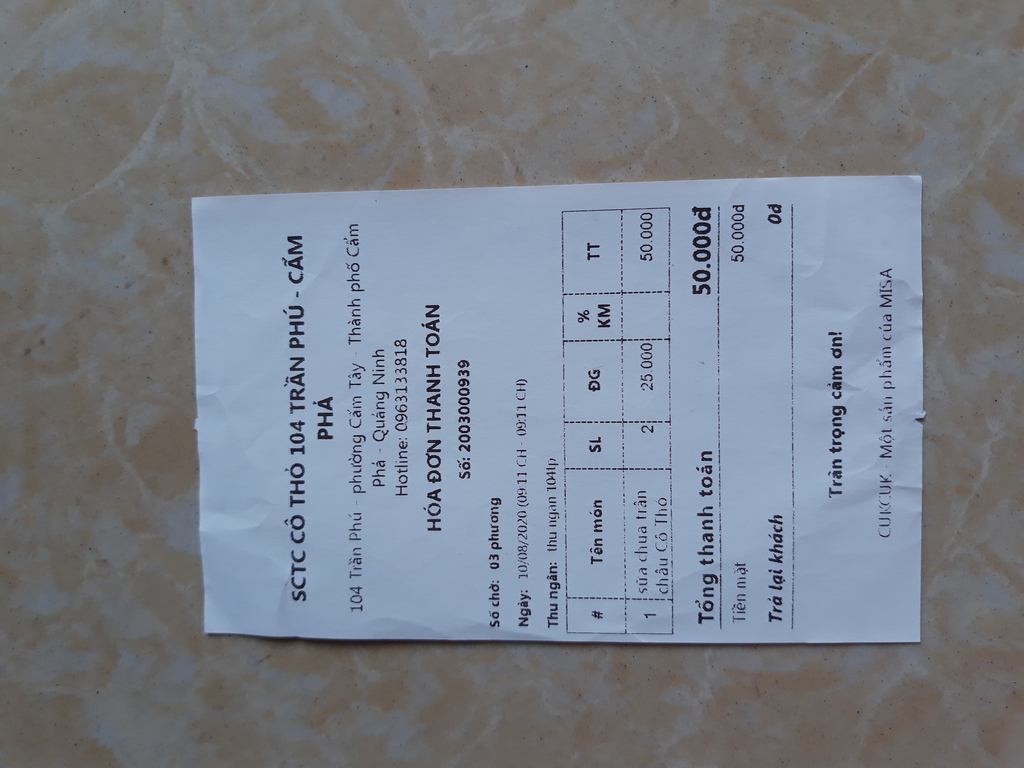 SCTC CÔ THỎ 104 TRẦN PHÚ - CẨM
PHẢ
104 Trần Phú - phường Cẩm Tây - Thành phố Cẩm
Phả - Quảng Ninh
Hotline: 0963133818
HÓA ĐƠN THANH TOÁN
Số: 2003000939
Số chờ: 03 phương
Ngày: 10/08/2020 (09:11 CH - 09:11 CH)
Thu ngân: thu ngan 104tp
# Tên món SL ĐG % KM TT
1 sữa chua trân 2 25.000 50.000
châu Cô Thỏ
Tổng thanh toán 50.000đ
Tiền mặt 50.000đ
Trả lại khách 0đ
Trân trọng cảm ơn!
CUKCUK - Một sản phẩm của MISA